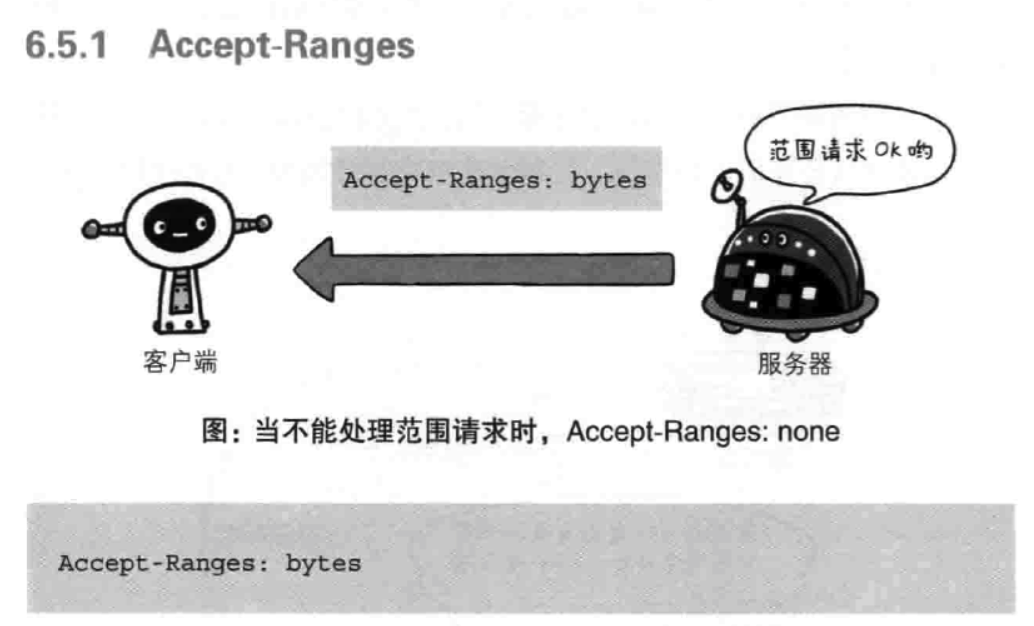 6.5.1 Accept-Ranges
范围请求 Ok 哟
Accept-Ranges: bytes
客户端
服务器
图：当不能处理范围请求时，Accept-Ranges: none
Accept-Ranges: bytes